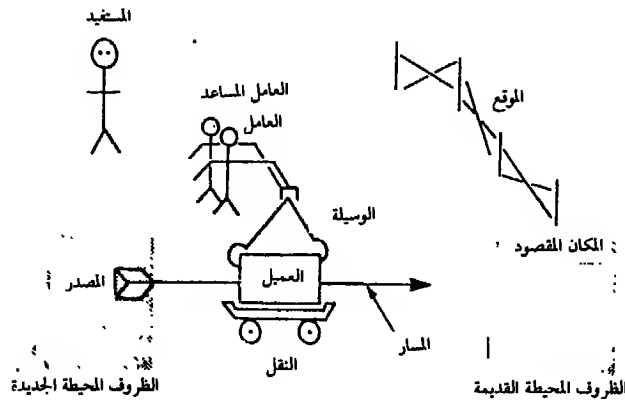 المستفيد
العامل المساعد
العامل
الموقع
الوسيلة
المكان المقصود
العميل
المصدر
المسار
النقل
الظروف المحيطة القديمة
الظروف المحيطة الجديدة